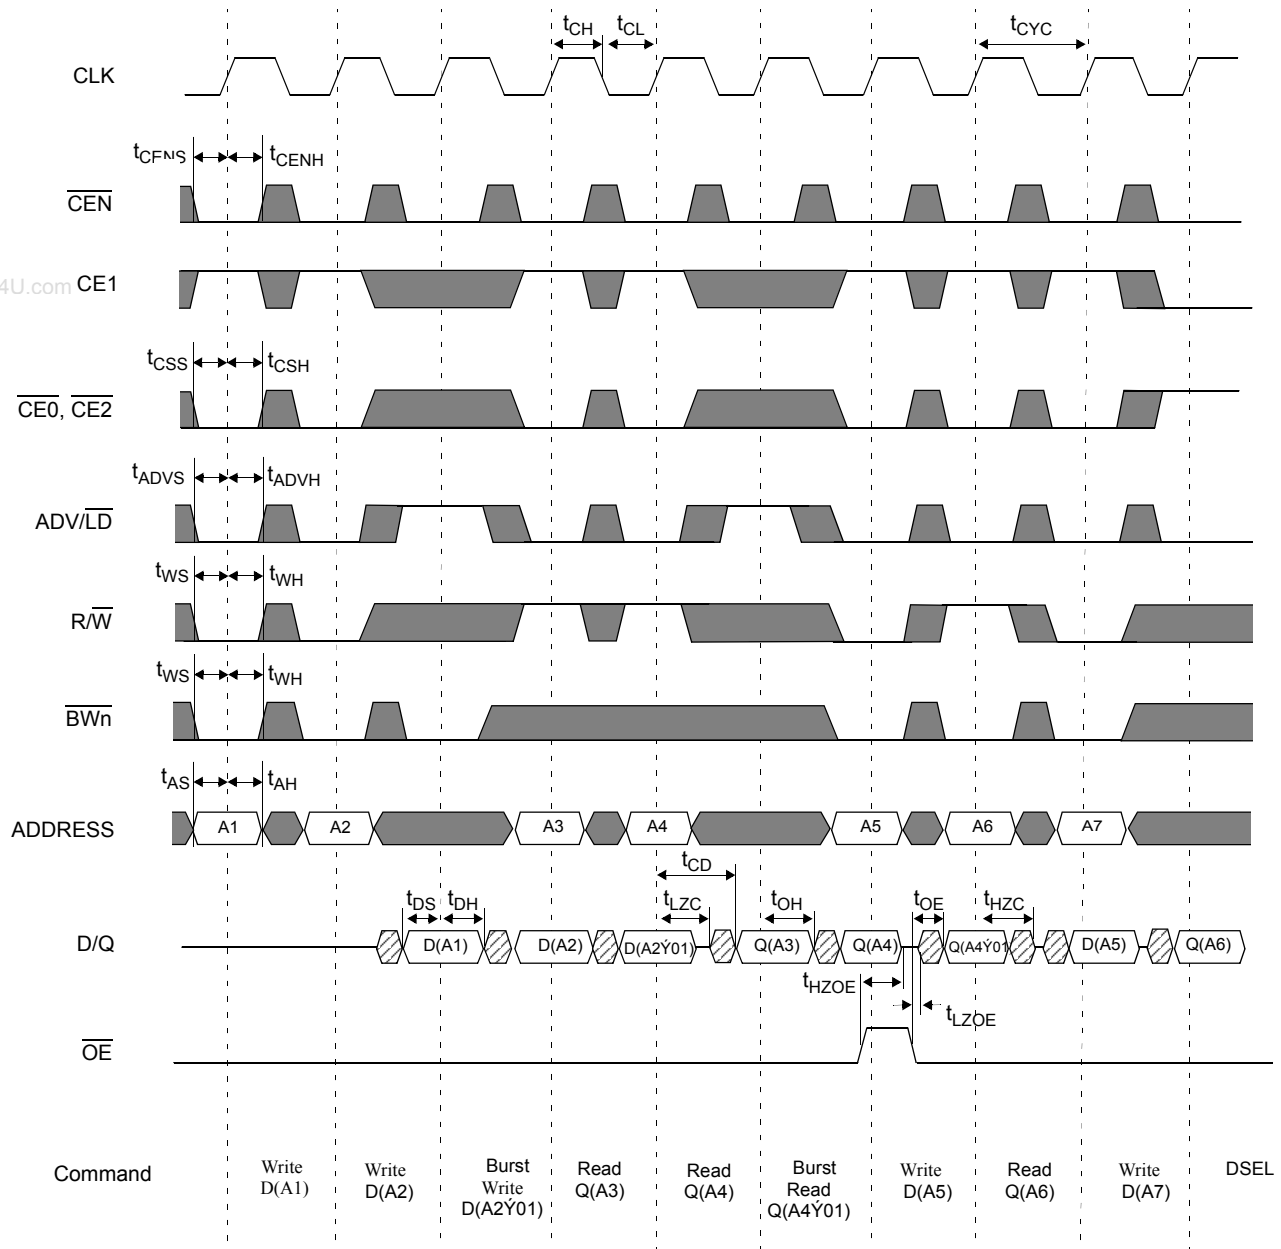 tCH tCL tCYC
CLK
tCENS tCENH
CEN
4U.com CE1
tCSS tCSH
CE0, CE2
tADVS tADVH
ADV/LD
tWS tWH
R/W
tWS tWH
BWn
tAS tAH
ADDRESS A1 A2 A3 A4 A5 A6 A7
tCD
tDS tDH tLZC tOH tOE tHZC
D/Q D(A1) D(A2) D(A2Ý01) Q(A3) Q(A4) Q(A4Ý01 D(A5) Q(A6)
tHZOE
tLZOE
OE
Command
Write
D(A1)
Write
D(A2)
Burst
Write
D(A2Ý01)
Read
Q(A3)
Read
Q(A4)
Burst
Read
Q(A4Ý01)
Write
D(A5)
Read
Q(A6)
Write
D(A7)
DSEL